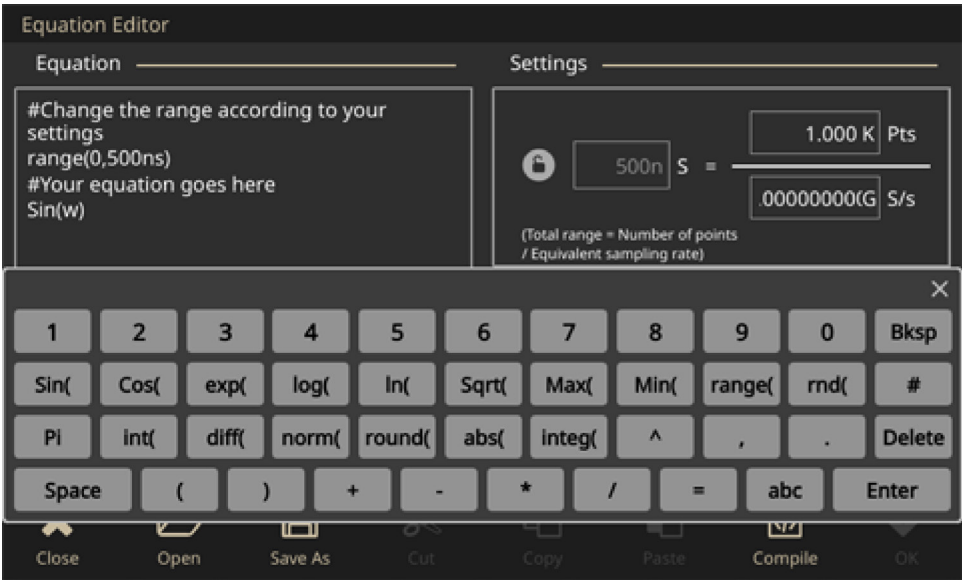 Equation Editor
Equation
Settings
#Change the range according to your
settings
range(0,500ns)
#Your equation goes here
Sin(w)
1.000 K Pts
500n S =
.00000000(G S/s
(Total range = Number of points
/ Equivalent sampling rate)
1 2 3 4 5 6 7 8 9 0 Bksp
Sin( Cos( exp( log( ln( Sqrt( Max( Min( range( rnd( #
Pi int( diff( norm( round( abs( integ( ^ , . Delete
Space ( ) + - * / = abc Enter
Close Open Save As Cut Copy Paste Compile OK